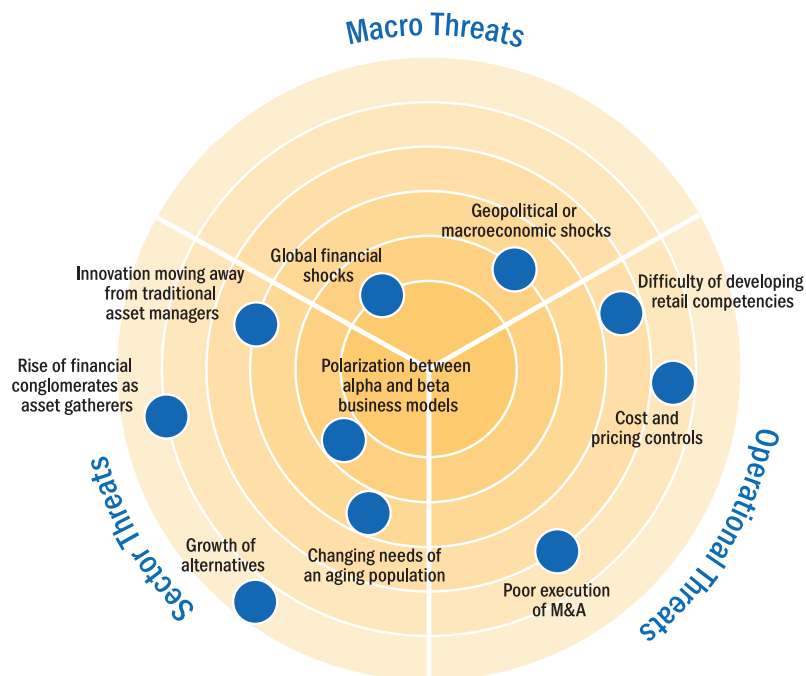 Macro Threats
Geopolitical or
macroeconomic shocks
Global financial
shocks
Innovation moving away
from traditional
asset managers
Difficulty of developing
retail competencies
Rise of financial
conglomerates as
asset gatherers
Polarization between
alpha and beta
business models
Cost and
pricing controls
Sector Threats
Operational Threats
Growth of
alternatives
Changing needs of
an aging population
Poor execution
of M&A